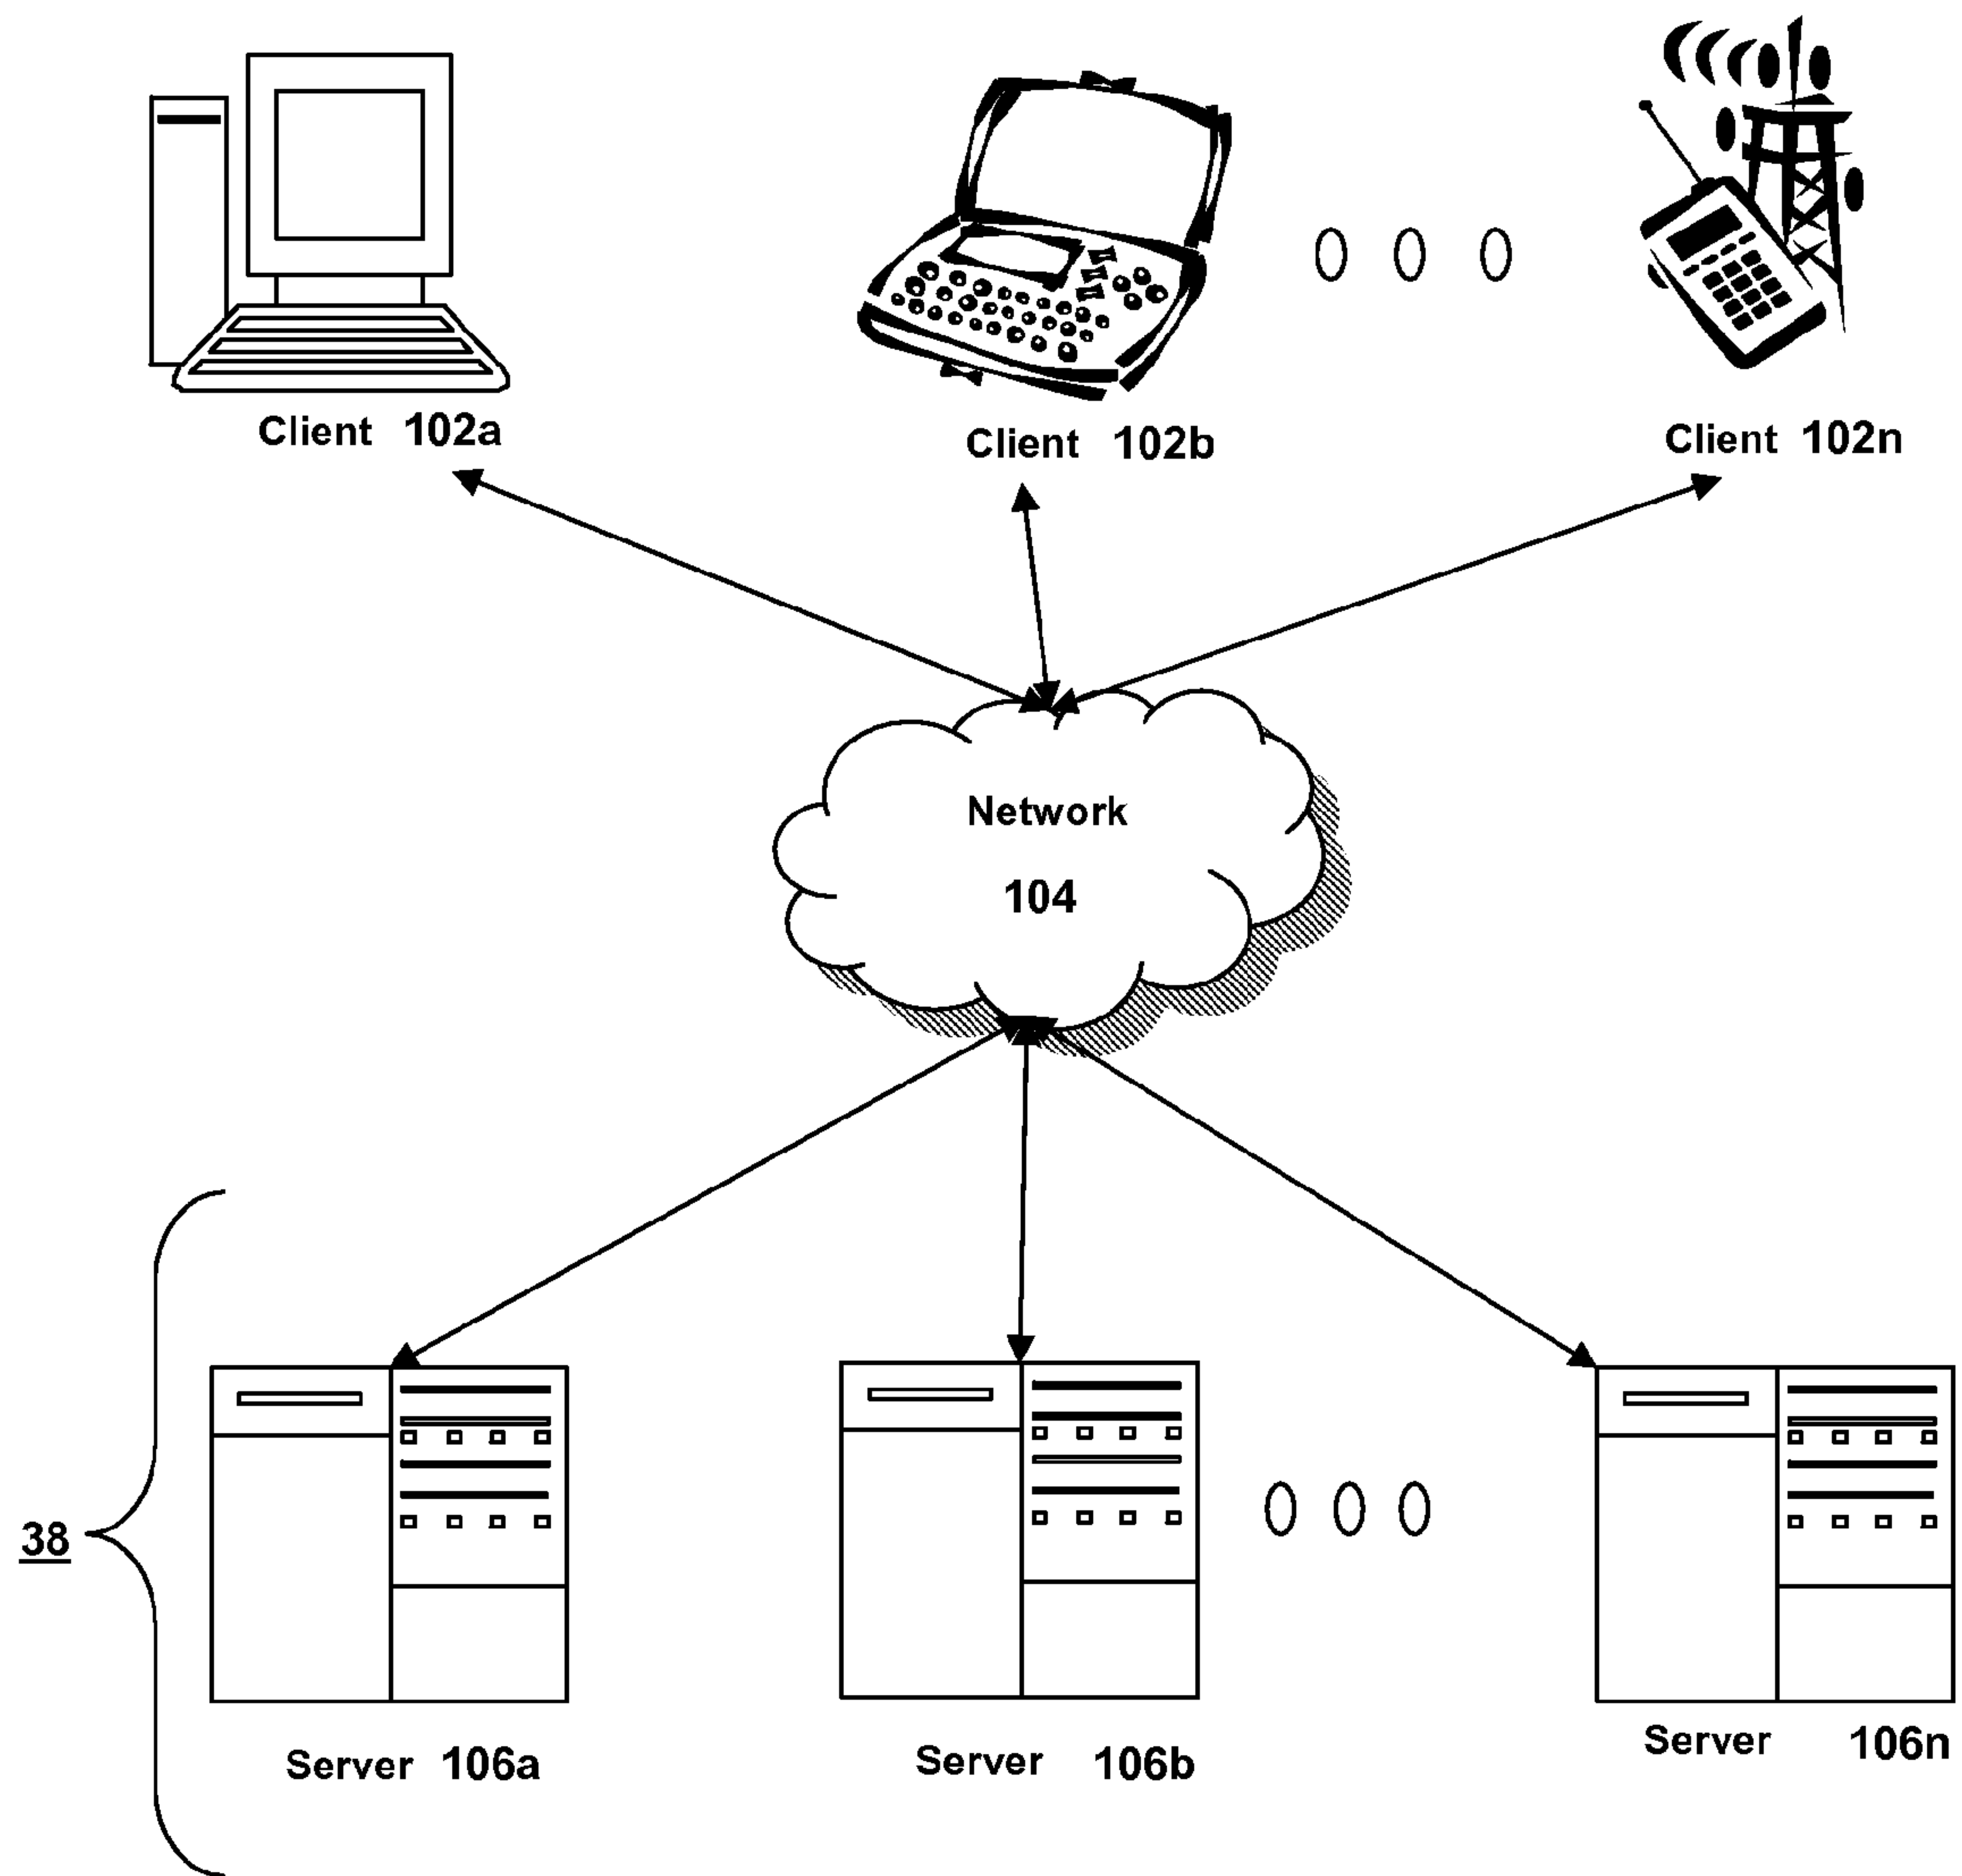 Client 102a
Client 102b
Client 102n
Network
104
38
Server 106a
Server 106b
Server 106n